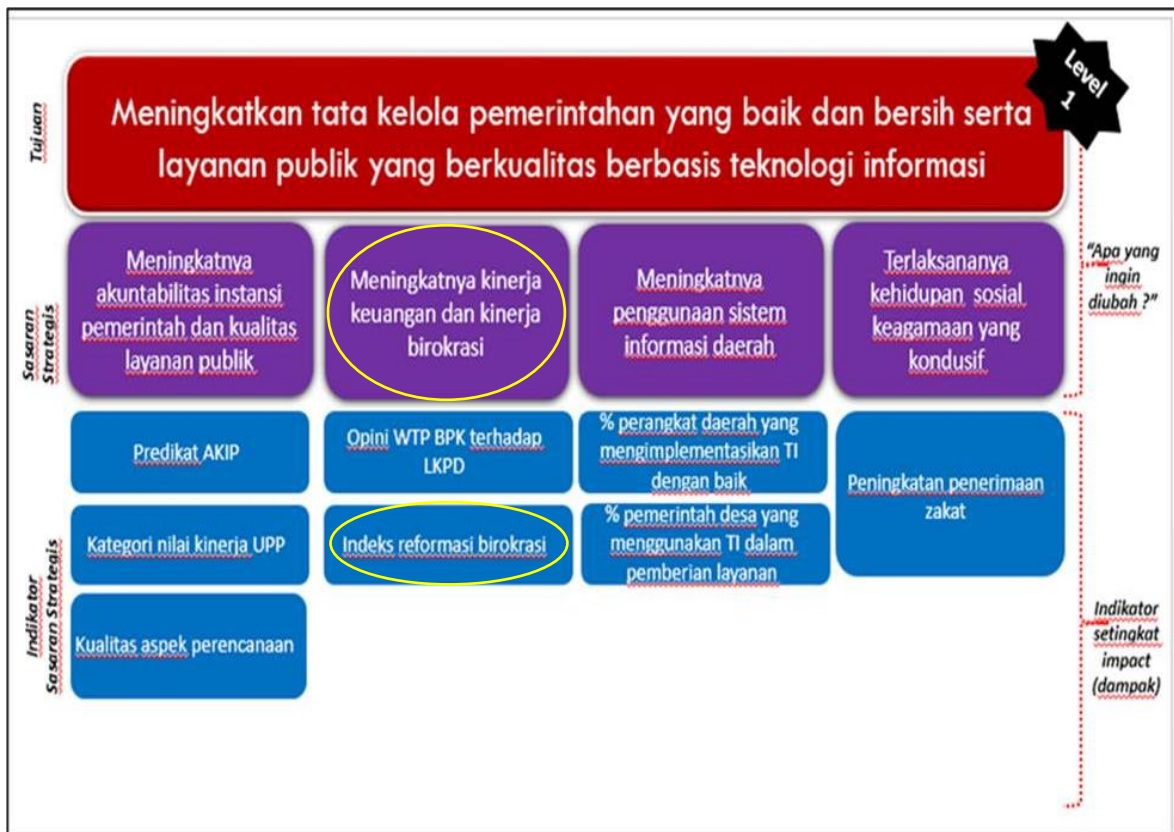 Level
1
Tujuan
Meningkatkan tata kelola pemerintahan yang baik dan bersih serta
layanan publik yang berkualitas berbasis teknologi informasi
Sasaran
Strategis
Meningkatnya
akuntabilitas instansi
pemerintah dan kualitas
layanan publik
Meningkatnya kinerja
keuangan dan kinerja
birokrasi
Meningkatnya
penggunaan sistem
informasi daerah
Terlaksananya
kehidupan sosial
keagamaan yang
kondusif
"Apa yang
ingin
diubah ?"
Indikator
Sasaran Strategis
Predikat AKIP
Opini WTP BPK terhadap
LKPD
% perangkat daerah yang
mengimplementasikan TI
dengan baik
Peningkatan penerimaan
zakat
Kategori nilai kinerja UPP
Indeks reformasi birokrasi
% pemerintah desa yang
menggunakan TI dalam
pemberian layanan
Kualitas aspek perencanaan
Indikator
setingkat
impact
(dampak)